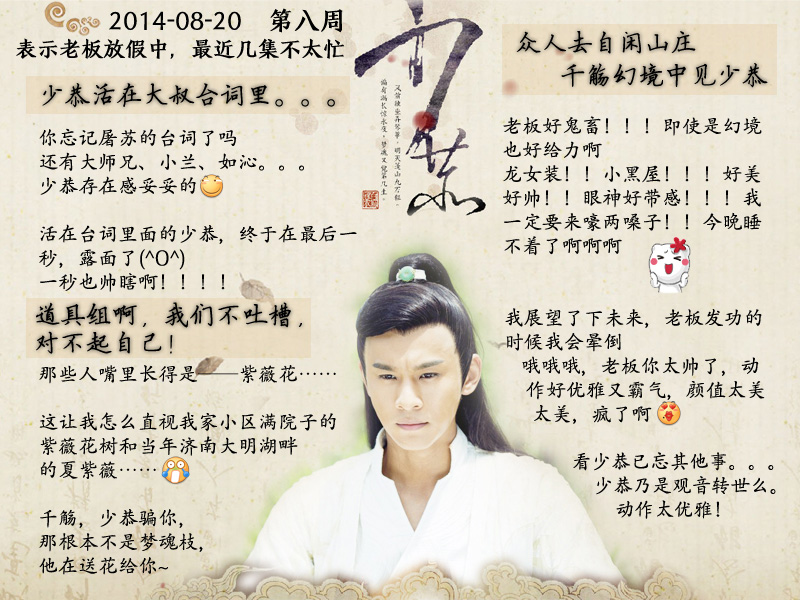 2014-08-20 第八周
表示老板放假中，最近几集不太忙
少恭活在大叔台词里。。。
你忘记屠苏的台词了吗
还有大师兄、小兰、如沁。。。
少恭存在感妥妥的
活在台词里面的少恭，终于在最后一
秒，露面了(^O^)
一秒也帅瞎啊！！！！
道具组啊，我们不吐槽，
对不起自己！
那些人嘴里长得是——紫薇花……
这让我怎么直视我家小区满院子的
紫薇花树和当年济南大明湖畔
的夏紫薇……
千觞，少恭骗你，
那根本不是梦魂枝，
他在送花给你~
少恭
众人去自闲山庄
千觞幻境中见少恭
老板好鬼畜！！！即使是幻境
也好给力啊
龙女装！！小黑屋！！！好美
好帅！！眼神好带感！！！我
一定要来豪两嗓子！！今晚睡
不着了啊啊啊
我展望了下未来，老板发功的
时候我会晕倒
哦哦哦，老板你太帅了，动
作好优雅又霸气，颜值太美
太美，疯了啊
看少恭已忘其他事。。。
少恭乃是观音转世么。
动作太优雅！